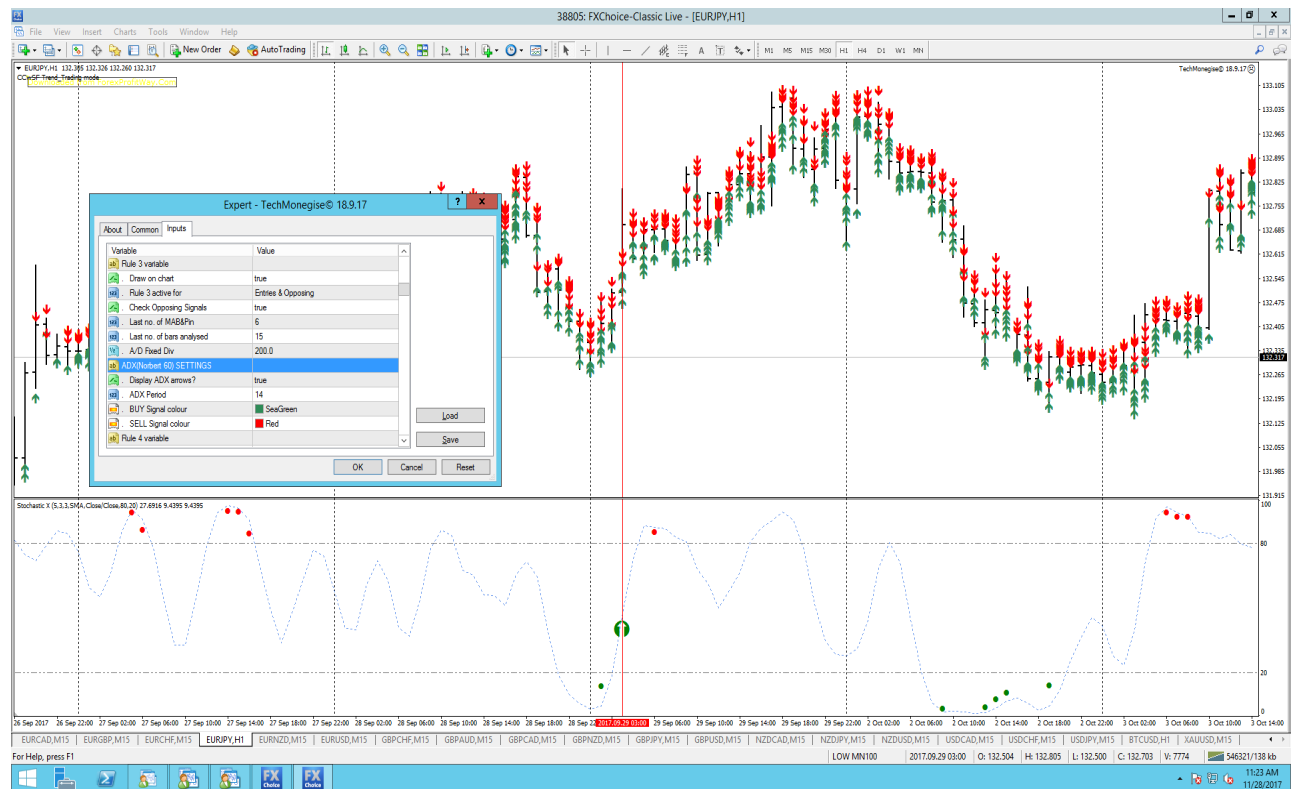 38805: FXChoice-Classic Live - [EURJPY,H1]
File View Insert Charts Tools Window Help
New Order AutoTrading A T M1 M5 M15 M30 H1 H4 D1 W1 MN
EURJPY,H1 132.305 132.326 132.260 132.317
TechMonegise© 18.9.17
CCwSF Trend_Trading mode
133.105
133.035
132.965
132.895
132.825
132.755
132.685
132.615
132.545
132.475
132.405
132.335
132.317
132.265
132.195
132.125
132.055
131.985
131.915
Expert - TechMonegise© 18.9.17 ? x
About Common Inputs
Variable Value
ab Rule 3 variable
. Draw on chart true
123 . Rule 3 active for Entries & Opposing
. Check Opposing Signals true
123 . Last no. of MAB&Pin 6
123 . Last no. of bars analysed 15
. A/D Fixed Div 200.0
ab ADX(Norbert 60) SETTINGS
. Display ADX arrows? true
123 . ADX Period 14
. BUY Signal colour SeaGreen
. SELL Signal colour Red
ab Rule 4 variable
Load
Save
OK Cancel Reset
Stochastic X (5,3,3,SMA,Close/Close,80,20) 27.6916 9.4395 9.4395
100
80
20
0
26 Sep 2017 26 Sep 22:00 27 Sep 02:00 27 Sep 06:00 27 Sep 10:00 27 Sep 14:00 27 Sep 18:00 27 Sep 22:00 28 Sep 02:00 28 Sep 06:00 28 Sep 10:00 28 Sep 14:00 28 Sep 18:00 28 Sep 22 2017.09.29 03:00 29 Sep 06:00 29 Sep 10:00 29 Sep 14:00 29 Sep 18:00 29 Sep 22:00 2 Oct 02:00 2 Oct 06:00 2 Oct 10:00 2 Oct 14:00 2 Oct 18:00 2 Oct 22:00 3 Oct 02:00 3 Oct 06:00 3 Oct 10:00 3 Oct 14:00
EURCAD,M15 EURGBP,M15 EURCHF,M15 EURJPY,H1 EURNZD,M15 EURUSD,M15 GBPCHF,M15 GBPAUD,M15 GBPCAD,M15 GBPNZD,M15 GBPJPY,M15 GBPUSD,M15 NZDCAD,M15 NZDJPY,M15 NZDUSD,M15 USDCAD,M15 USDCHF,M15 USDJPY,M15 BTCUSD,H1 XAUUSD,M15
For Help, press F1 LOW MN100 2017.09.29 03:00 O: 132.504 H: 132.805 L: 132.500 C: 132.703 V: 7774 546321/138 kb
FX Choice FX Choice
11:23 AM
11/28/2017